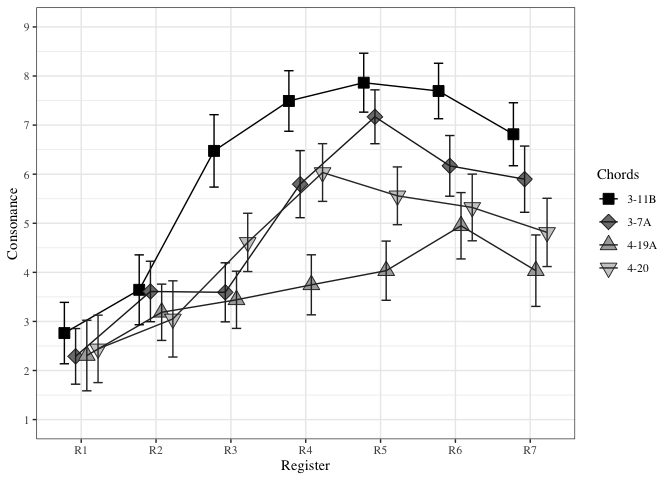 9
8
7
6
5
4
3
2
1
Consonance
R1 R2 R3 R4 R5 R6 R7
Register
Chords
3-11B
3-7A
4-19A
4-20